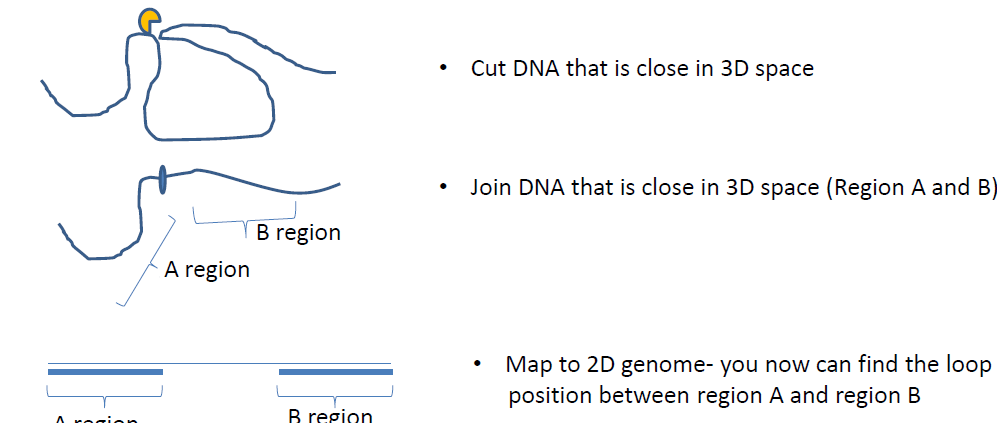 • Cut DNA that is close in 3D space
• Join DNA that is close in 3D space (Region A and B)
B region
A region
• Map to 2D genome- you now can find the loop
position between region A and region B
A region
B region